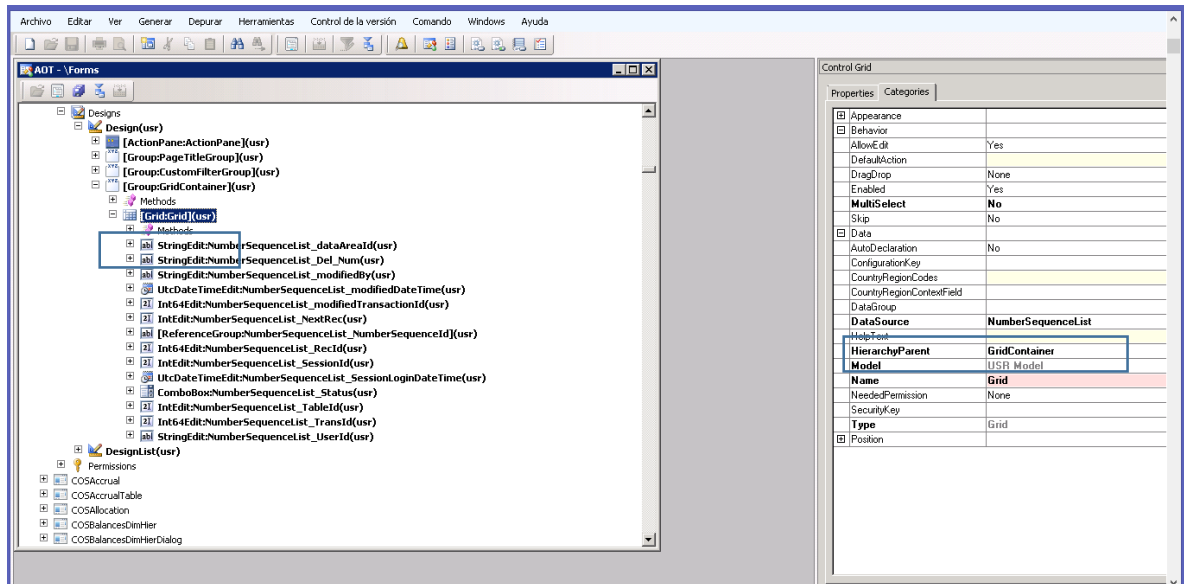 Archivo Editar Ver Generar Depurar Herramientas Control de la versión Comando Windows Ayuda
AOT - \Forms
Designs
Design(usr)
[ActionPane:ActionPane](usr)
[Group:PageTitleGroup](usr)
[Group:CustomFilterGroup](usr)
[Group:GridContainer](usr)
Methods
[Grid:Grid](usr)
Methods
StringEdit:NumberSequenceList_dataAreaId(usr)
StringEdit:NumberSequenceList_Del_Num(usr)
StringEdit:NumberSequenceList_modifiedBy(usr)
UtcDateTimeEdit:NumberSequenceList_modifiedDateTime(usr)
Int64Edit:NumberSequenceList_modifiedTransactionId(usr)
IntEdit:NumberSequenceList_NextRec(usr)
[ReferenceGroup:NumberSequenceList_NumberSequenceId](usr)
Int64Edit:NumberSequenceList_RecId(usr)
IntEdit:NumberSequenceList_SessionId(usr)
UtcDateTimeEdit:NumberSequenceList_SessionLoginDateTime(usr)
ComboBox:NumberSequenceList_Status(usr)
IntEdit:NumberSequenceList_TableId(usr)
Int64Edit:NumberSequenceList_TransId(usr)
StringEdit:NumberSequenceList_UserId(usr)
DesignList(usr)
Permissions
COSAccrual
COSAccrualTable
COSAllocation
COSBalancesDimHier
COSBalancesDimHierDialog
Control Grid
Properties Categories
Appearance
Behavior
AllowEdit Yes
DefaultAction
DragDrop None
Enabled Yes
MultiSelect No
Skip No
Data
AutoDeclaration No
ConfigurationKey
CountryRegionCodes
CountryRegionContextField
DataGroup
DataSource NumberSequenceList
HelpText
HierarchyParent GridContainer
Model USR Model
Name Grid
NeededPermission None
SecurityKey
Type Grid
Position